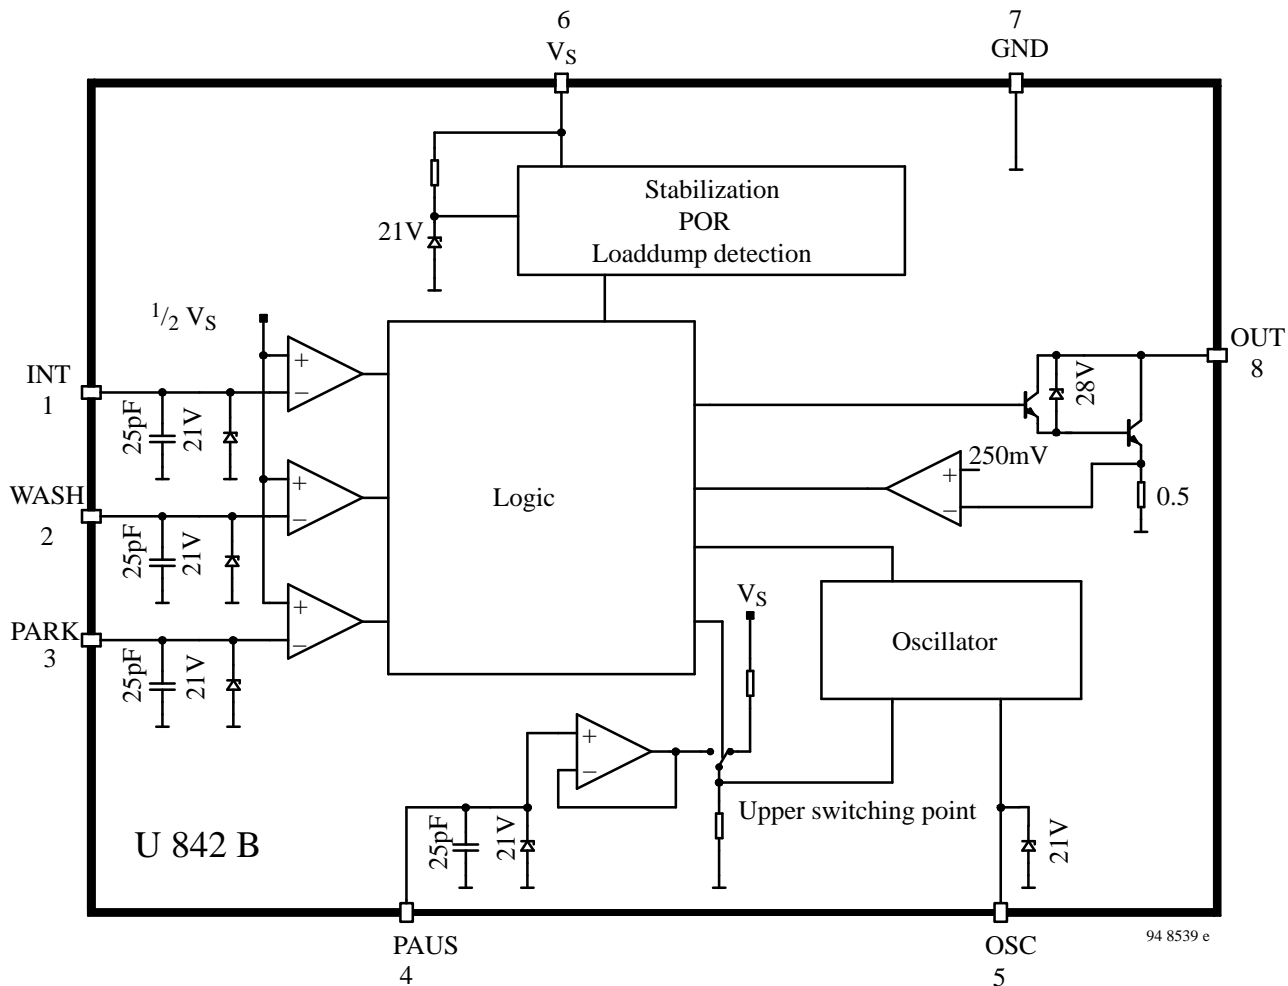 6
VS
7
GND
Stabilization
POR
Loaddump detection
21V
1/2 VS
+
−
INT
1
25pF
21V
OUT
8
28V
+
−
WASH
2
25pF
21V
Logic
250mV
+
−
0.5
+
−
PARK
3
25pF
21V
VS
Oscillator
+
−
Upper switching point
25pF
21V
21V
U 842 B
PAUS
4
OSC
5
94 8539 e